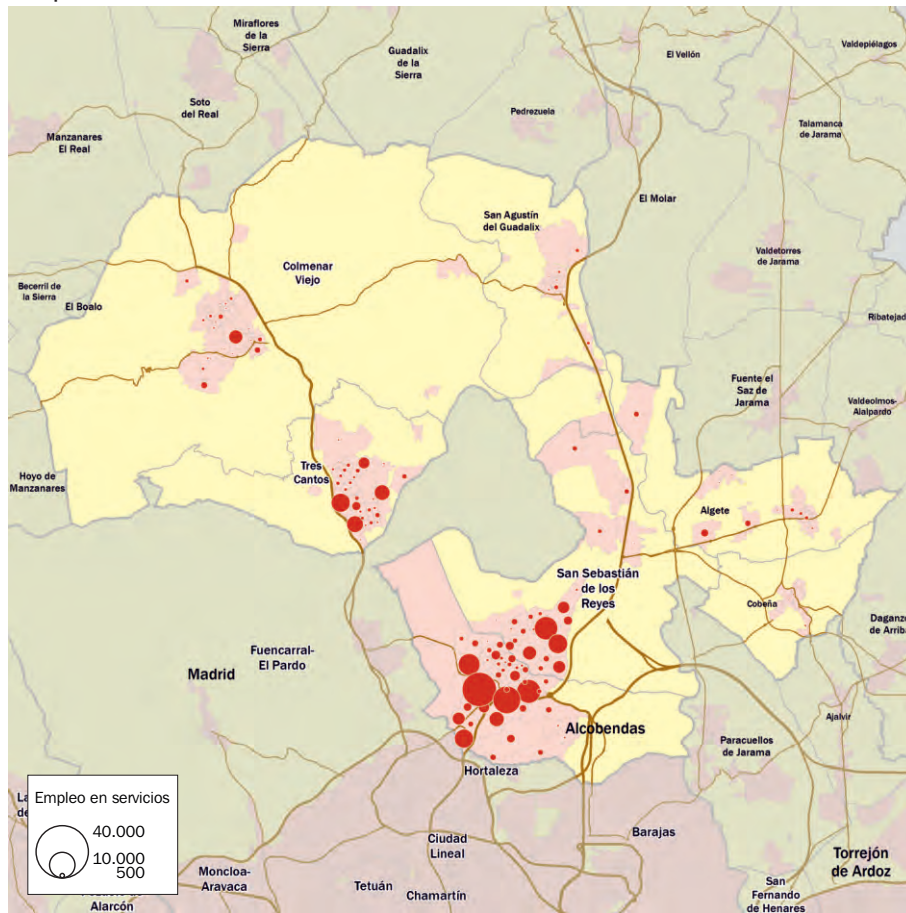 Miraflores
de la
Sierra
Guadalix
de la
Sierra
El Vellón
Valdepiélagos
Soto
del Real
Pedrezuela
Talamanca
de Jarama
Manzanares
El Real
El Molar
San Agustín
del Guadalix
Valdetorres
de Jarama
Colmenar
Viejo
Becerril de
la Sierra
El Boalo
Ribatejad
Fuente el
Saz de
Jarama
Valdeolmos-
Alalpardo
Hoyo de
Manzanares
Tres
Cantos
Algete
San Sebastián
de los
Reyes
Cobeña
Daganzo
de Arriba
Fuencarral-
El Pardo
Madrid
Alcobendas
Ajalvir
Paracuellos
de Jarama
Hortaleza
Empleo en servicios
40.000
10.000
500
Barajas
Ciudad
Lineal
Moncloa-
Aravaca
Torrejón
de Ardoz
Tetuán
Chamartín
San
Fernando
de Henares
Alarcón